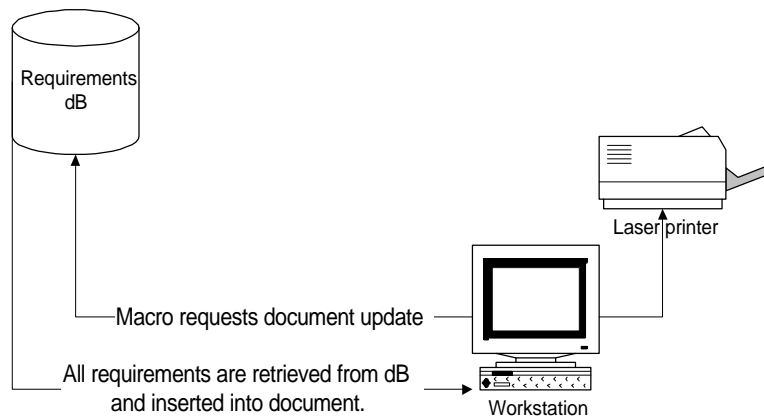 Requirements
dB
Laser printer
Macro requests document update
All requirements are retrieved from dB
and inserted into document.
Workstation